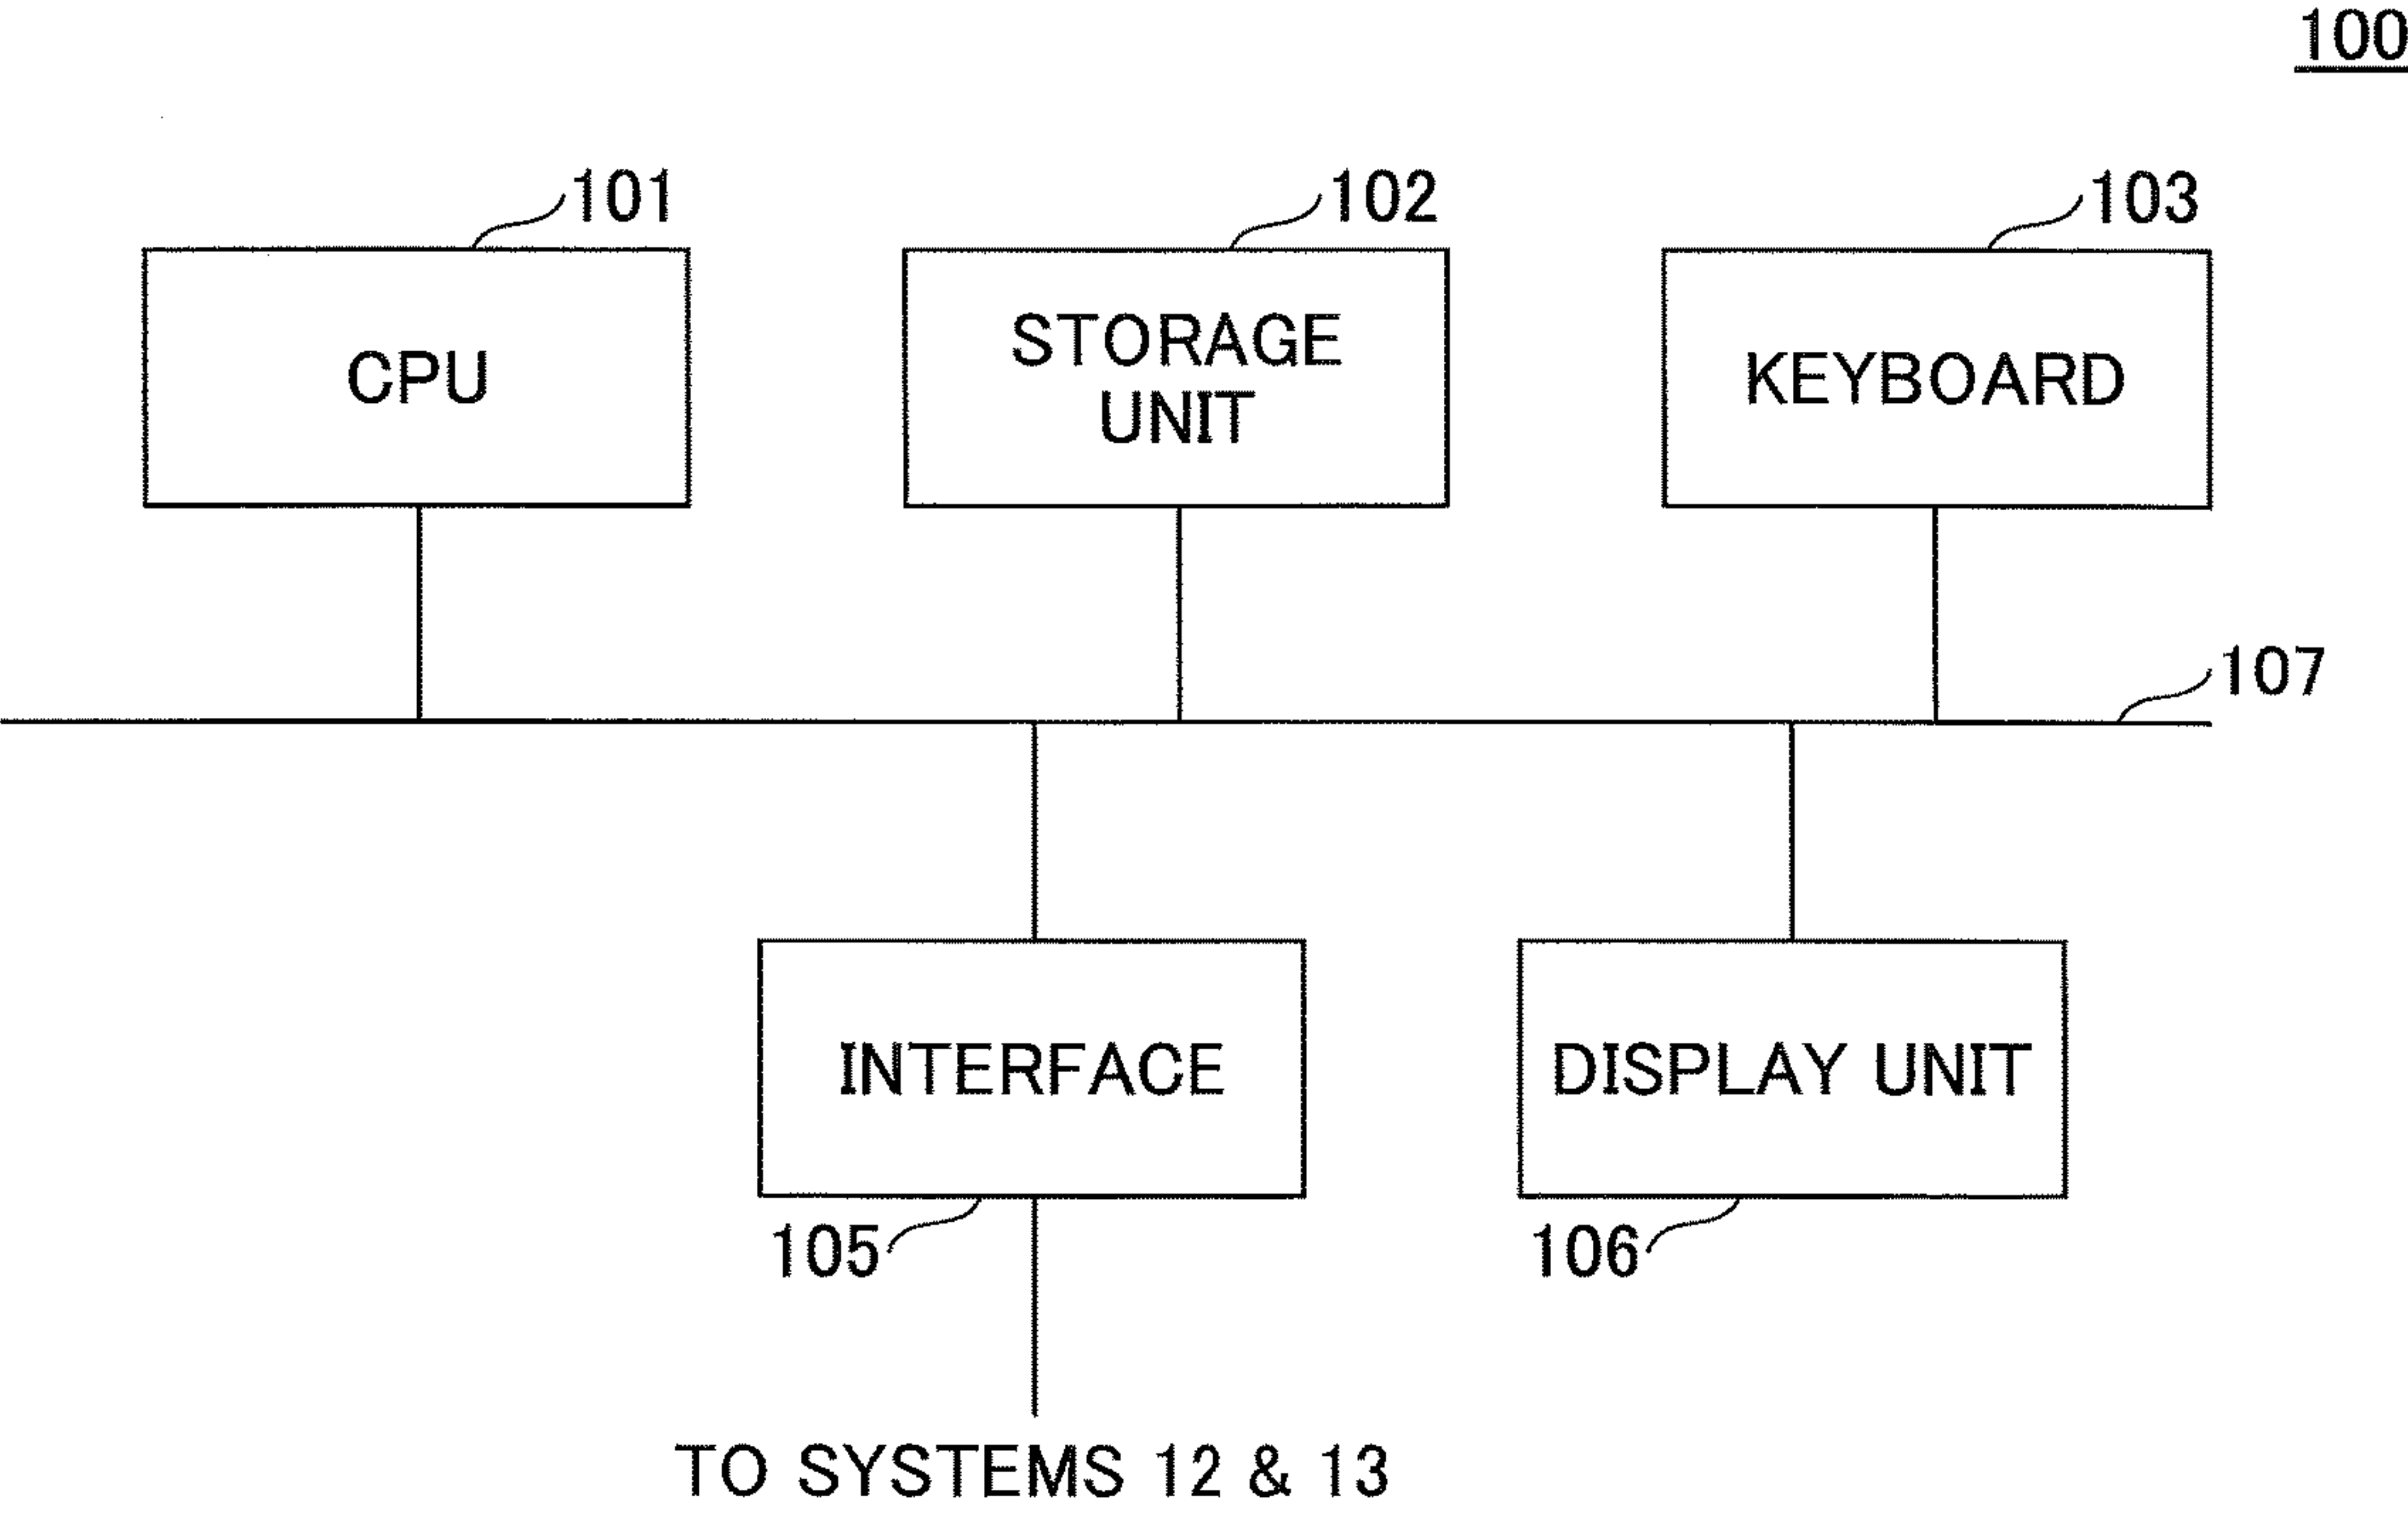 100
101
102
103
CPU
STORAGE
UNIT
KEYBOARD
107
INTERFACE
DISPLAY UNIT
105
106
TO SYSTEMS 12 & 13